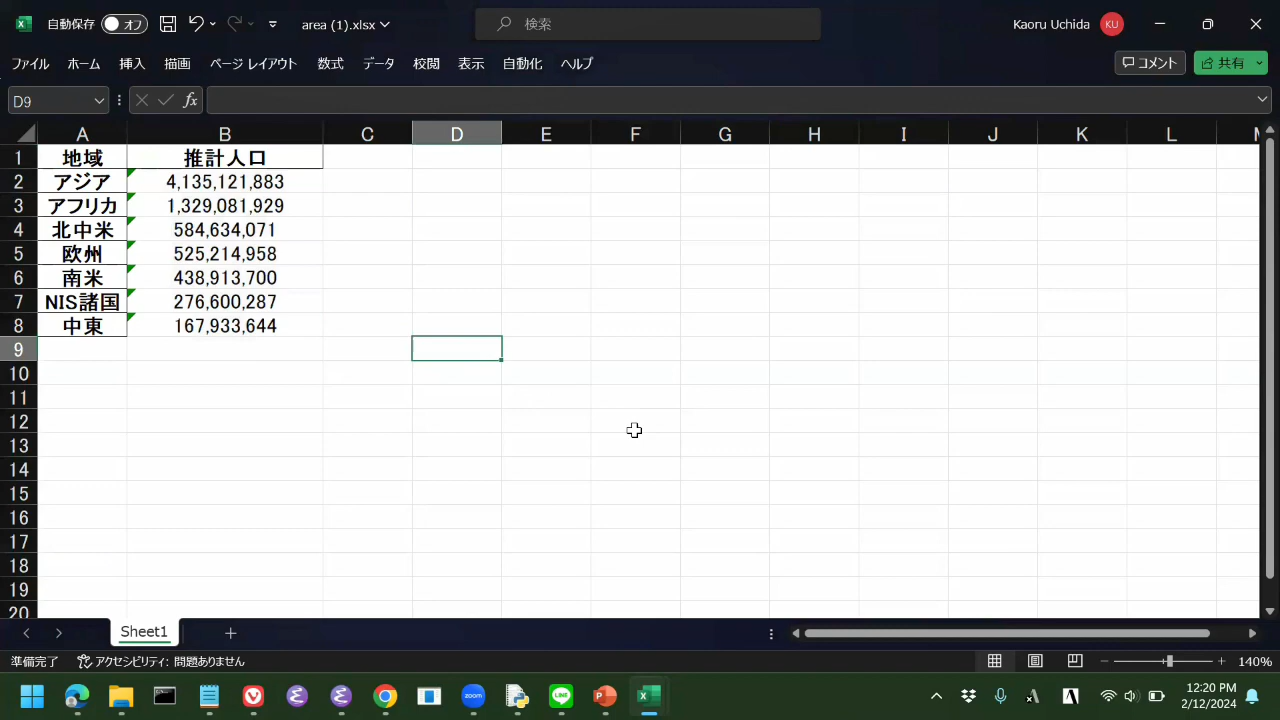 自動保存 オフ area (1).xlsx 検索 Kaoru Uchida KU
ファイル ホーム 挿入 描画 ページ レイアウト 数式 データ 校閲 表示 自動化 ヘルプ コメント 共有
D9 fx
A B C D E F G H I J K L
1 地域 推計人口
2 アジア 4,135,121,883
3 アフリカ 1,329,081,929
4 北中米 584,634,071
5 欧州 525,214,958
6 南米 438,913,700
7 NIS諸国 276,600,287
8 中東 167,933,644
9
10
11
12
13
14
15
16
17
18
19
20
Sheet1
準備完了 アクセシビリティ: 問題ありません 140%
zoom LINE A 12:20 PM
2/12/2024